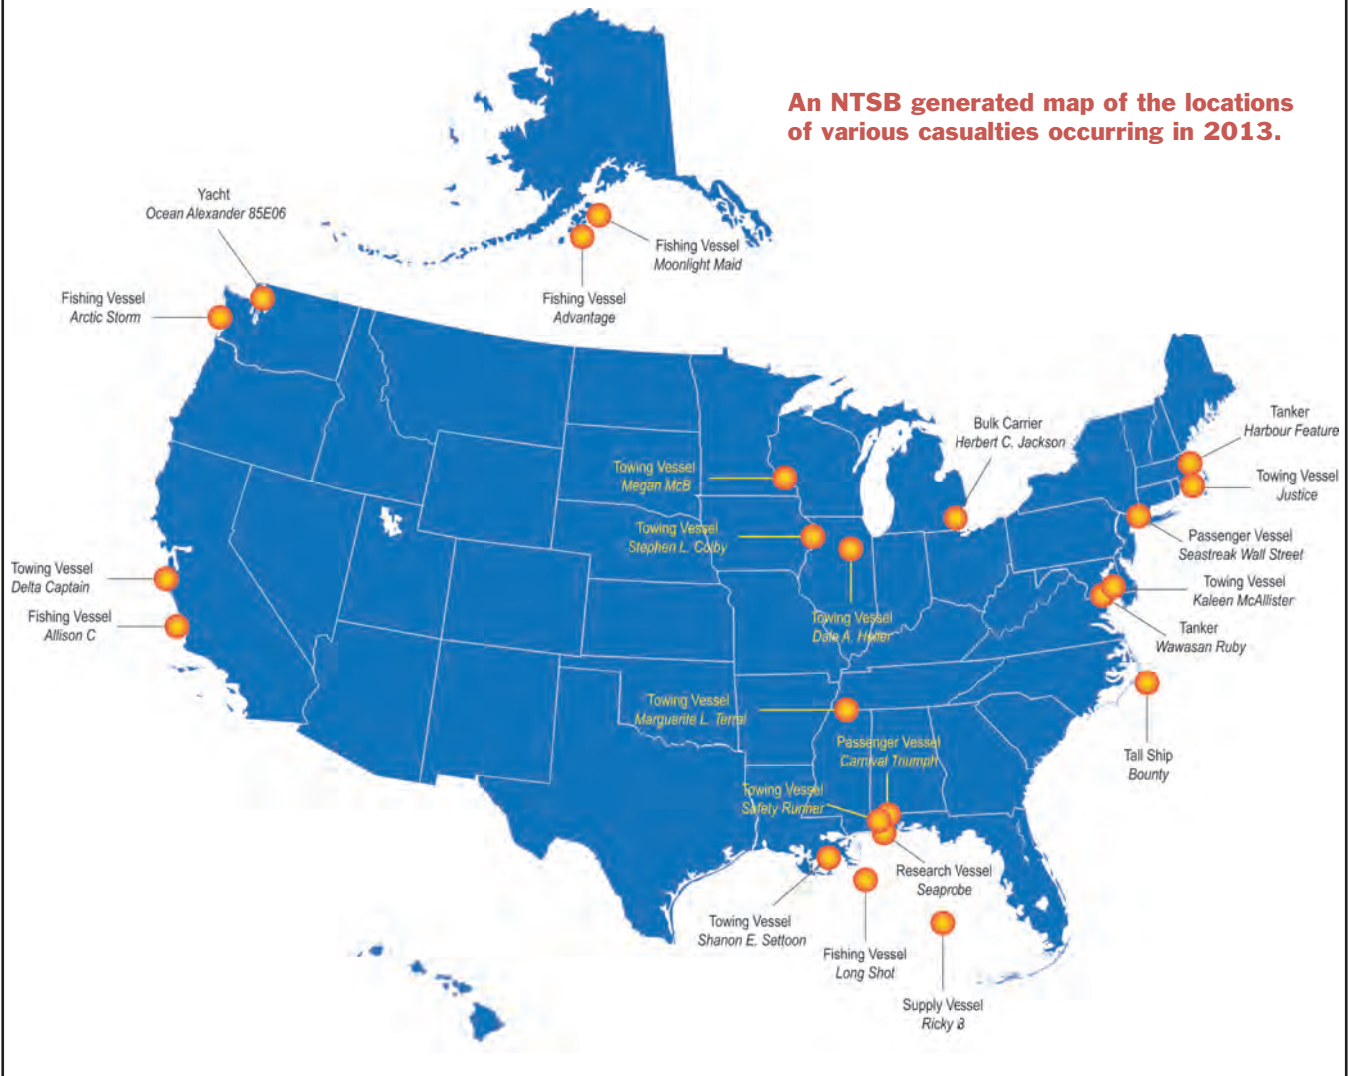 An NTSB generated map of the locations
of various casualties occurring in 2013.
Yacht
Ocean Alexander 85E06
Fishing Vessel
Moonlight Maid
Fishing Vessel
Advantage
Fishing Vessel
Arctic Storm
Tanker
Harbour Feature
Bulk Carrier
Herbert C. Jackson
Towing Vessel
Megan McB
Towing Vessel
Justice
Towing Vessel
Stephen L. Colby
Passenger Vessel
Seastreak Wall Street
Towing Vessel
Delta Captain
Towing Vessel
Kaleen McAllister
Fishing Vessel
Allison C
Towing Vessel
Dale A. Heller
Tanker
Wawasan Ruby
Towing Vessel
Marguerite L. Terral
Passenger Vessel
Carnival Triumph
Tall Ship
Bounty
Towing Vessel
Safety Runner
Research Vessel
Seaprobe
Towing Vessel
Shanon E. Settoon
Fishing Vessel
Long Shot
Supply Vessel
Ricky B